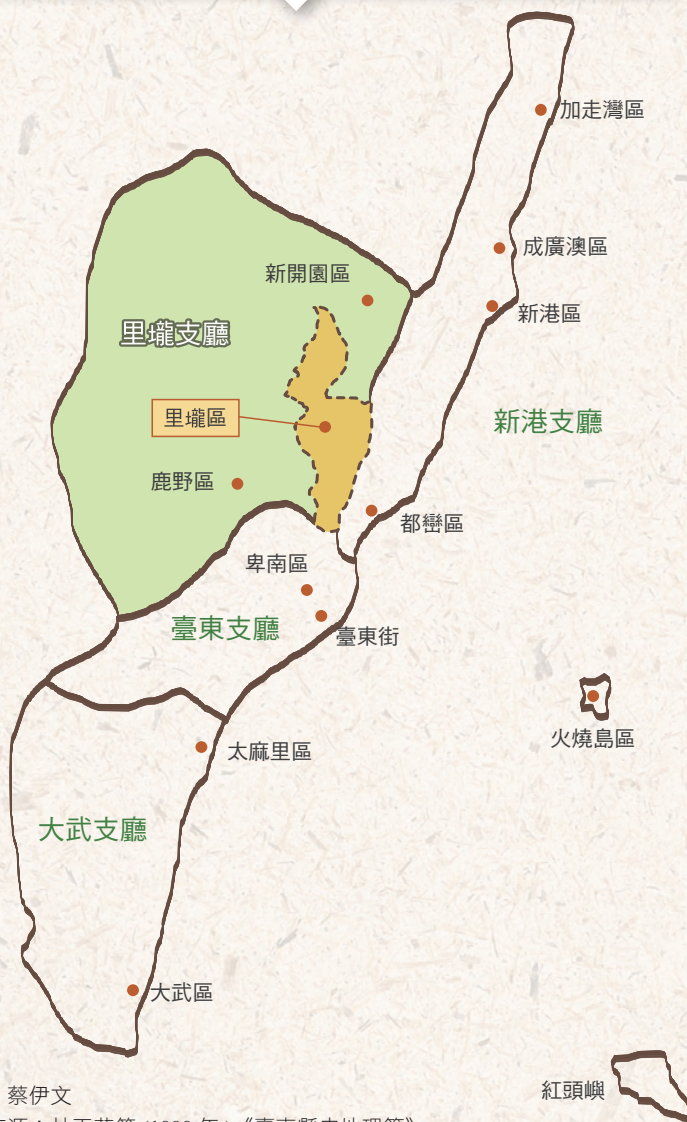 加走灣區
成廣澳區
新開園區
新港區
里壠支廳
里壠區
新港支廳
鹿野區
都巒區
卑南區
臺東支廳
臺東街
火燒島區
太麻里區
大武支廳
大武區
紅頭嶼
蔡伊文